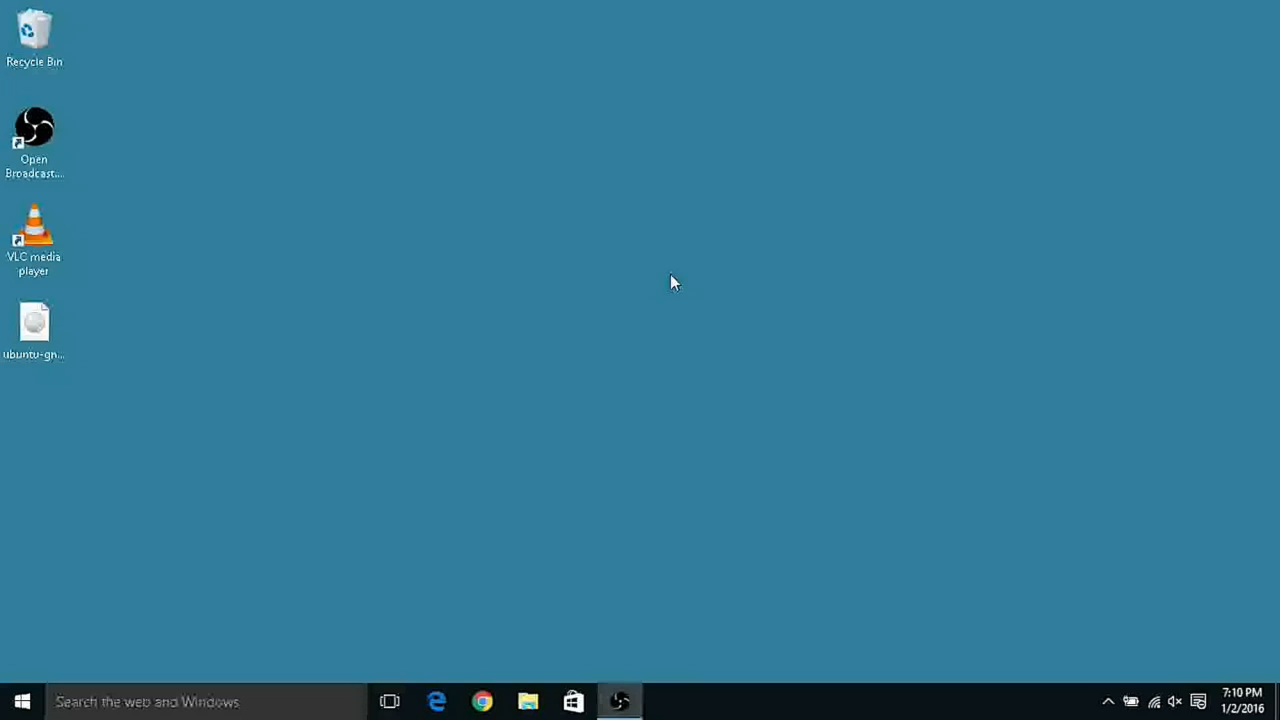 Recycle Bin
Open
Broadcast....
VLC media
player
ubuntu-gn...
Search the web and Windows
7:10 PM
1/2/2016